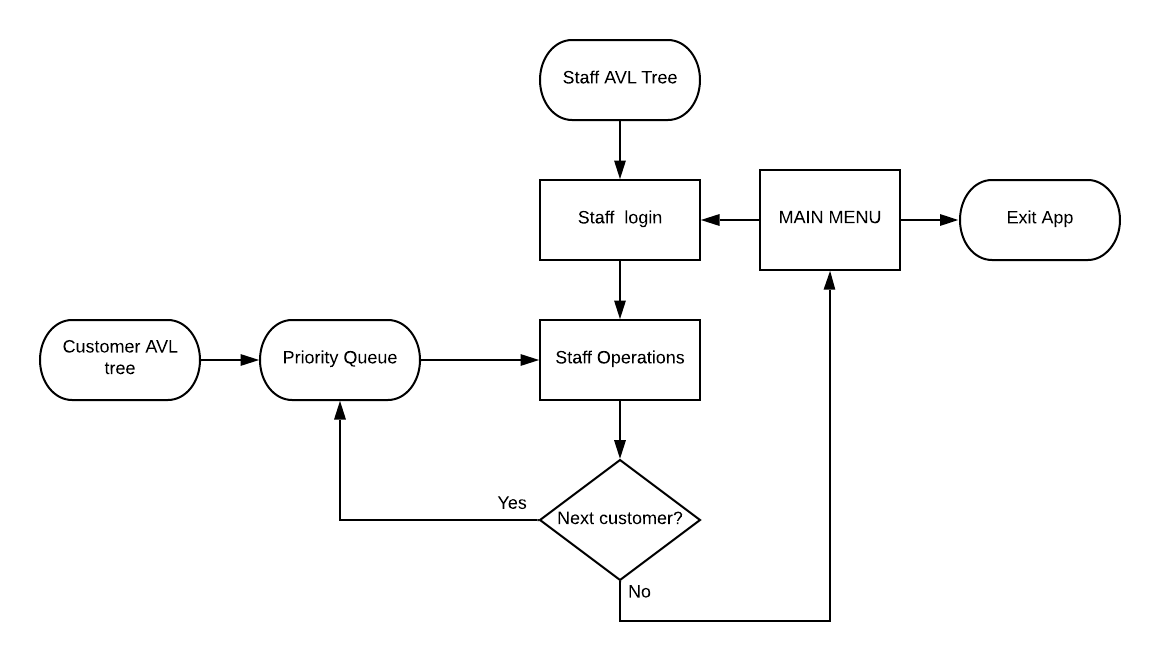 Staff AVL Tree
Staff  login
MAIN MENU
Exit App
Customer AVL
tree
Priority Queue
Staff Operations
Yes
Next customer?
No